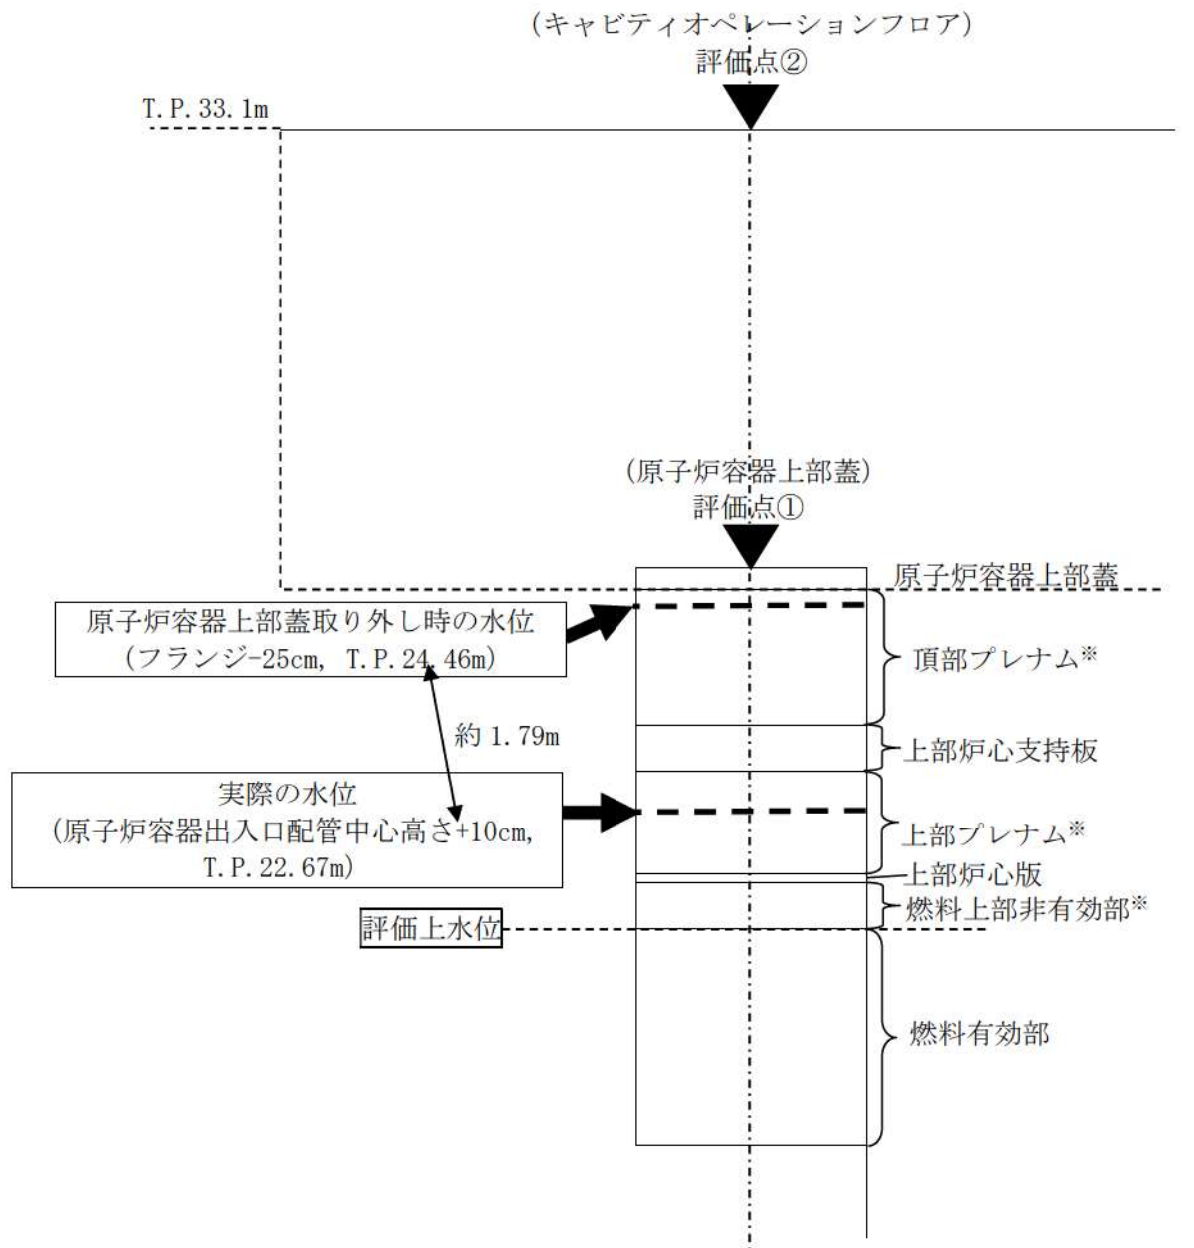 (キャビティオペレーションフロア)
評価点②
T.P.33.1m
(原子炉容器上部蓋)
評価点①
原子炉容器上部蓋
原子炉容器上部蓋取り外し時の水位
(フランジ-25cm, T.P.24.46m)
頂部プレナム※
約1.79m
上部炉心支持板
実際の水位
(原子炉容器出入口配管中心高さ+10cm,
T.P.22.67m)
上部プレナム※
上部炉心版
燃料上部非有効部※
評価上水位
燃料有効部